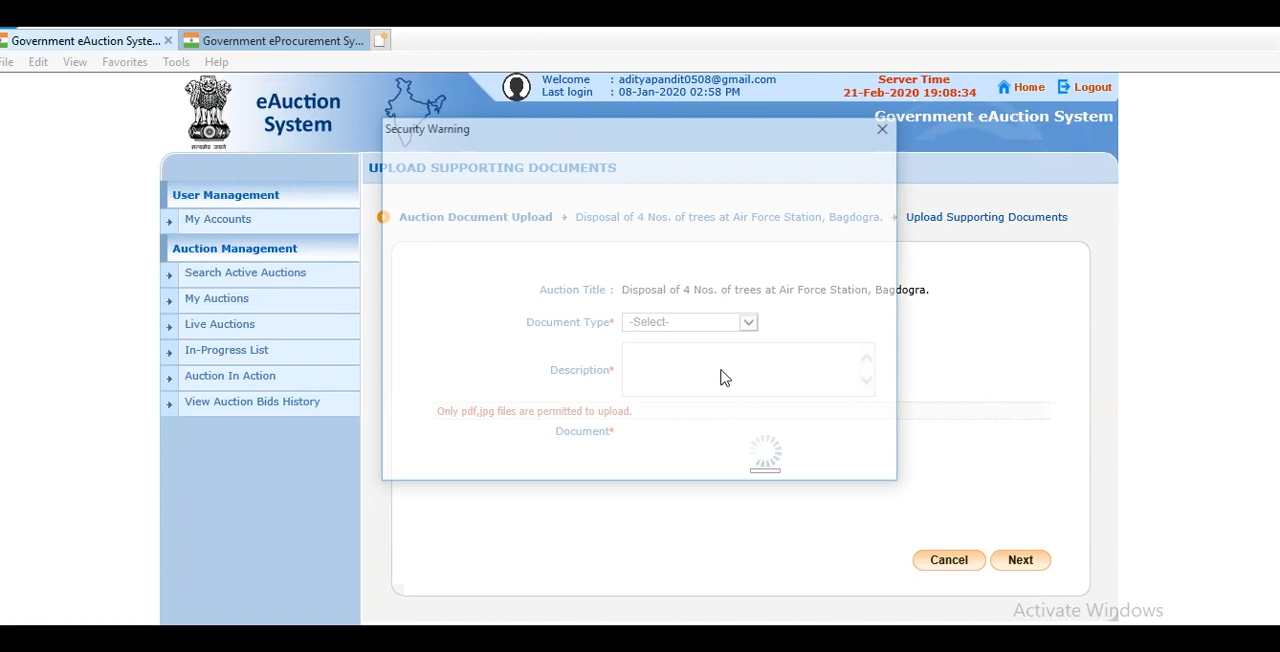 Government eAuction Syste...
Government eProcurement Sy...
File Edit View Favorites Tools Help
Welcome : adityapandit0508@gmail.com
Last login : 08-Jan-2020 02:58 PM
Server Time
21-Feb-2020 19:08:34
Home
Logout
eAuction
System
सत्यमेव जयते
Government eAuction System
Security Warning
UPLOAD SUPPORTING DOCUMENTS
User Management
My Accounts
Auction Management
Search Active Auctions
My Auctions
Live Auctions
In-Progress List
Auction In Action
View Auction Bids History
Auction Document Upload
Disposal of 4 Nos. of trees at Air Force Station, Bagdogra.
Upload Supporting Documents
Auction Title : Disposal of 4 Nos. of trees at Air Force Station, Bagdogra.
Document Type* -Select-
Description*
Only pdf,jpg files are permitted to upload.
Document*
Cancel
Next
Activate Windows